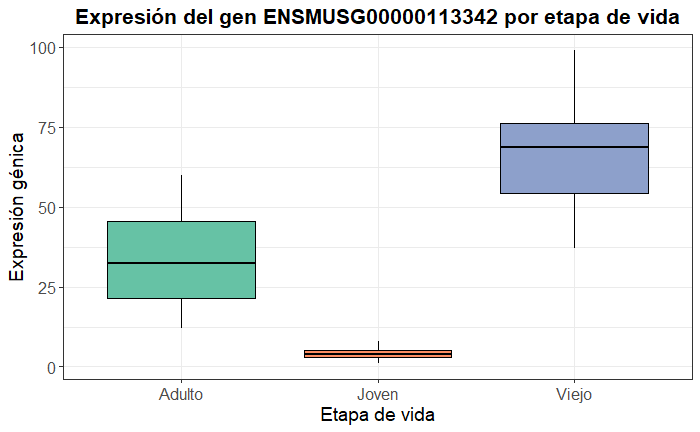 Expresión del gen ENSMUSG00000113342 por etapa de vida
Expresión génica
100
75
50
25
0
Adulto Joven Viejo
Etapa de vida